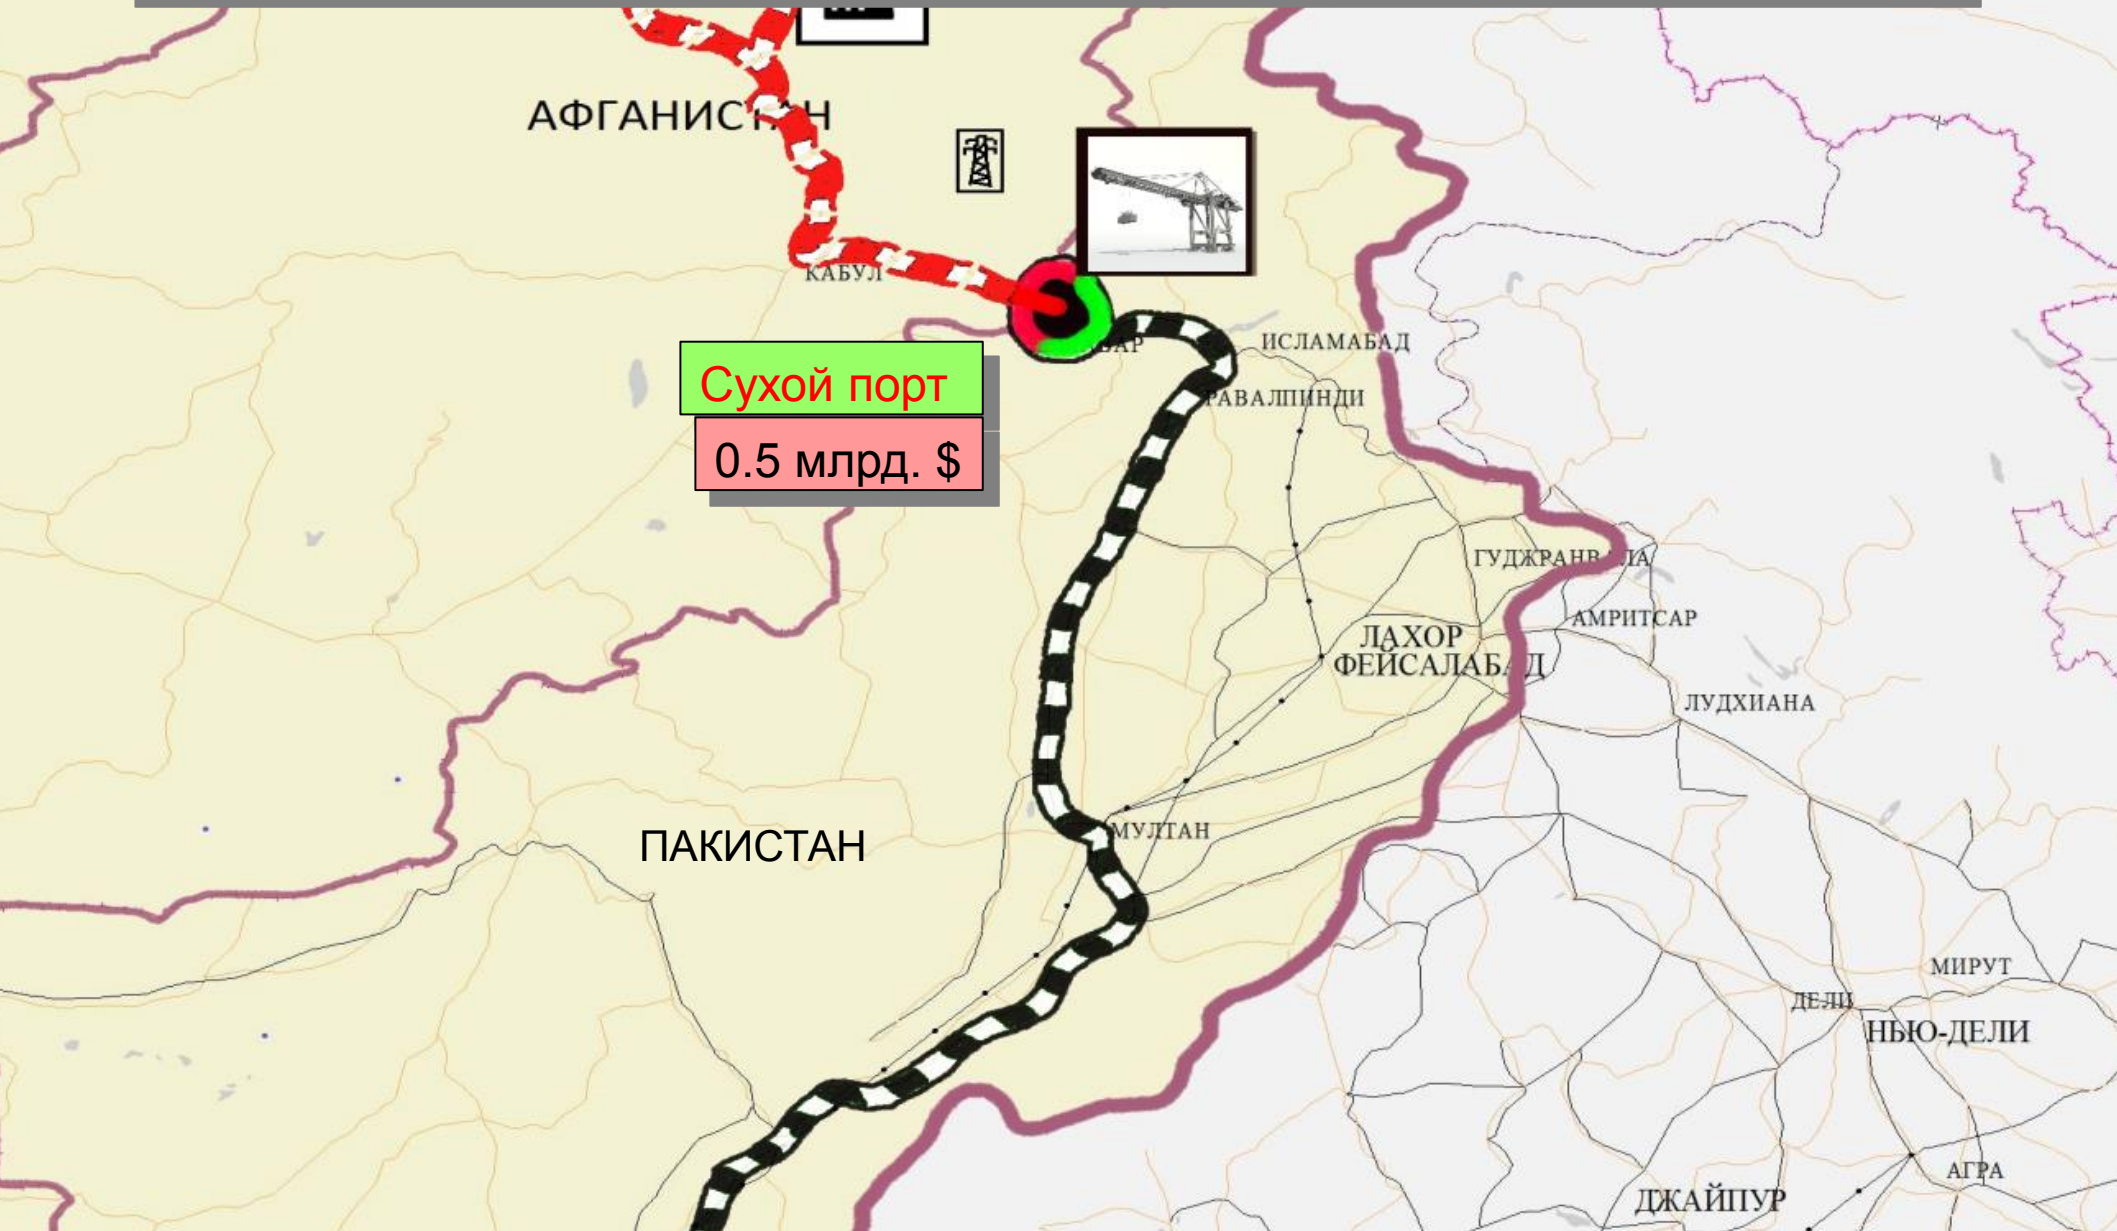 АФГАНИСТАН
КАБУЛ
ИСЛАМАБАД
Сухой порт
РАВАЛПИНДИ
0.5 млрд. $
ГУДЖРАНВАЛА
АМРИТСАР
ЛАХОР
ФЕЙСАЛАБАД
ЛУДХИАНА
МУЛТАН
ПАКИСТАН
МИРУТ
ДЕЛИ
НЬЮ-ДЕЛИ
АГРА
ДЖАЙПУР